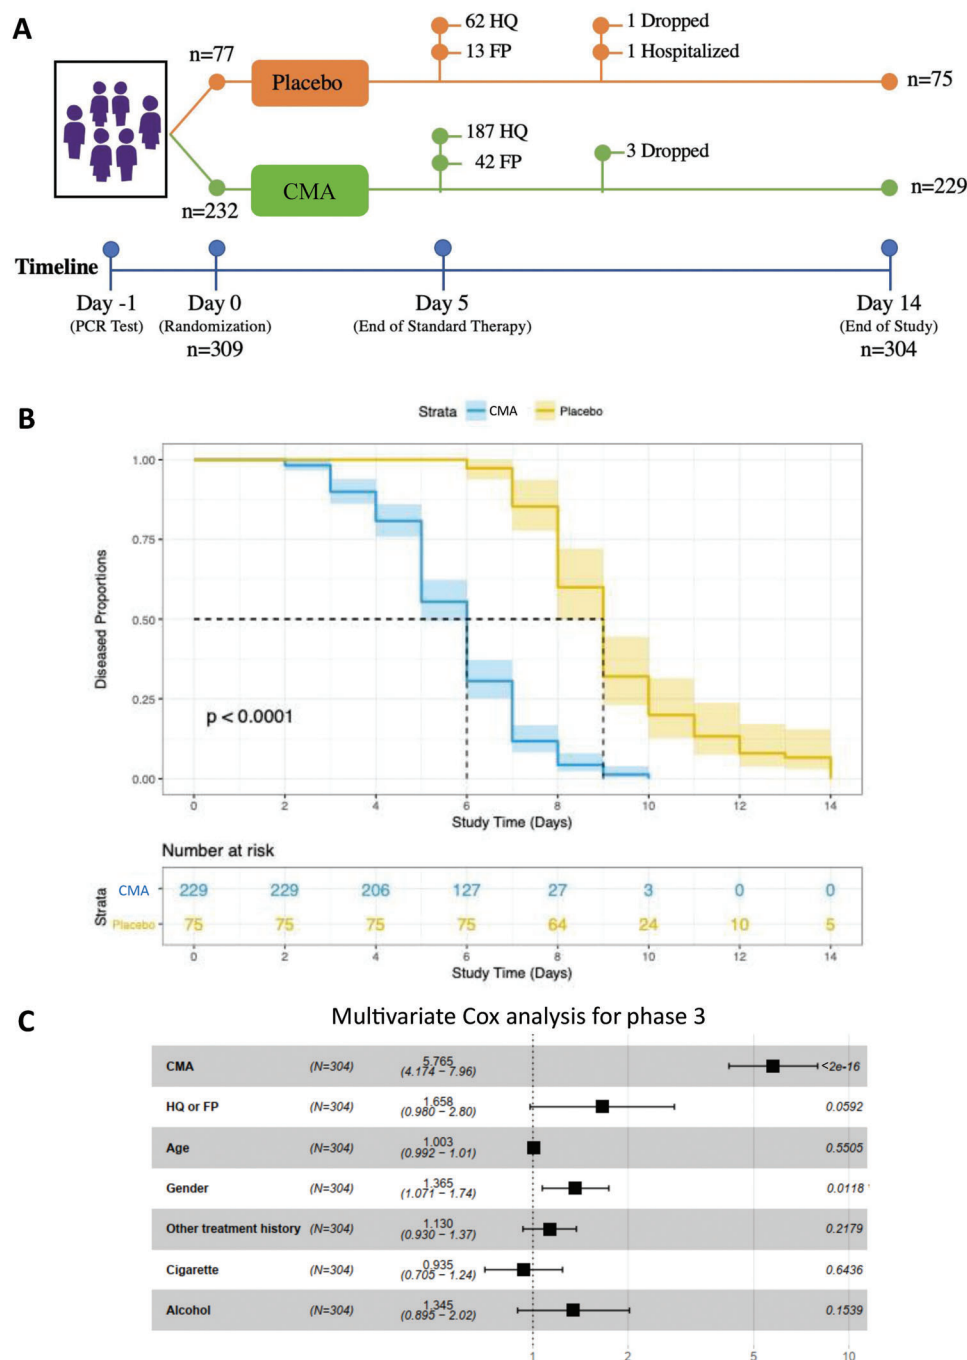 A
n=77
Placebo
62 HQ
13 FP
1 Dropped
1 Hospitalized
n=75
n=232
CMA
187 HQ
42 FP
3 Dropped
n=229
Timeline
Day -1
(PCR Test)
Day 0
(Randomization)
n=309
Day 5
(End of Standard Therapy)
Day 14
(End of Study)
n=304
B
Strata CMA Placebo
Diseased Proportions
1.00
0.75
0.50
0.25
0.00
p < 0.0001
0 2 4 6 8 10 12 14
Study Time (Days)
Number at risk
Strata
CMA 229 229 206 127 27 3 0 0
Placebo 75 75 75 75 64 24 10 5
0 2 4 6 8 10 12 14
Study Time (Days)
C
Multivariate Cox analysis for phase 3
CMA (N=304) 5.765 (4.174 – 7.96) <2e-16
HQ or FP (N=304) 1.658 (0.980 – 2.80) 0.0592
Age (N=304) 1.003 (0.992 – 1.01) 0.5505
Gender (N=304) 1.365 (1.071 – 1.74) 0.0118 *
Other treatment history (N=304) 1.130 (0.930 – 1.37) 0.2179
Cigarette (N=304) 0.935 (0.705 – 1.24) 0.6436
Alcohol (N=304) 1.345 (0.895 – 2.02) 0.1539
1 2 5 10